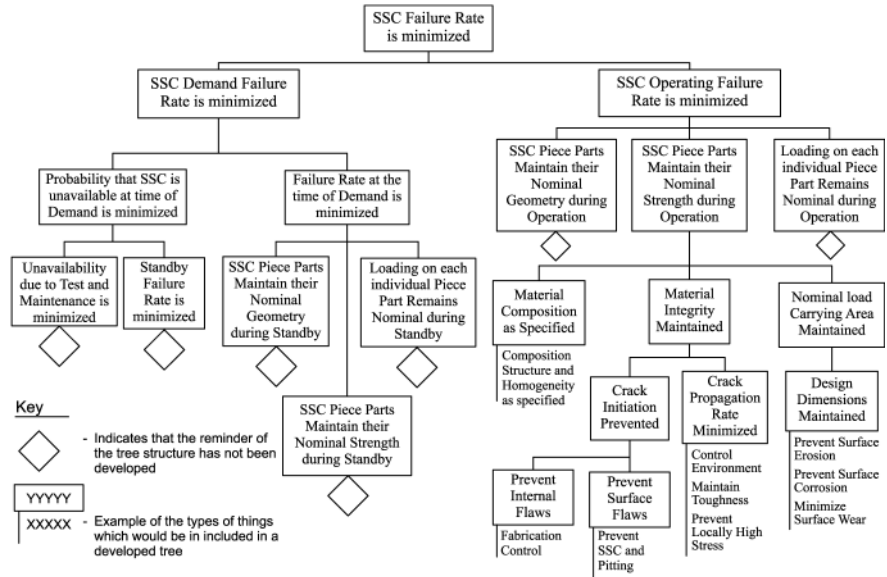 SSC Failure Rate
is minimized
SSC Demand Failure
Rate is minimized
SSC Operating Failure
Rate is minimized
Probability that SSC is
unavailable at time of
Demand is minimized
Failure Rate at the
time of Demand is
minimized
SSC Piece Parts
Maintain their
Nominal
Geometry during
Operation
SSC Piece Parts
Maintain their
Nominal
Strength during
Operation
Loading on each
individual Piece
Part Remains
Nominal during
Operation
Unavailability
due to Test and
Maintenance is
minimized
Standby
Failure
Rate is
minimized
SSC Piece Parts
Maintain their
Nominal
Geometry
during Standby
Loading on each
individual Piece
Part Remains
Nominal during
Standby
SSC Piece Parts
Maintain their
Nominal Strength
during Standby
Material
Composition
as Specified
Composition
Structure and
Homogeneity
as specified
Material
Integrity
Maintained
Nominal load
Carrying Area
Maintained
Crack
Initiation
Prevented
Crack
Propagation
Rate
Minimized
Control
Environment
Maintain
Toughness
Prevent
Locally High
Stress
Design
Dimensions
Maintained
Prevent Surface
Erosion
Prevent Surface
Corrosion
Minimize
Surface Wear
Prevent
Internal
Flaws
Fabrication
Control
Prevent
Surface
Flaws
Prevent
SSC and
Pitting
Key
- Indicates that the reminder of
the tree structure has not been
developed
YYYYY
XXXXX
- Example of the types of things
which would be in included in a
developed tree